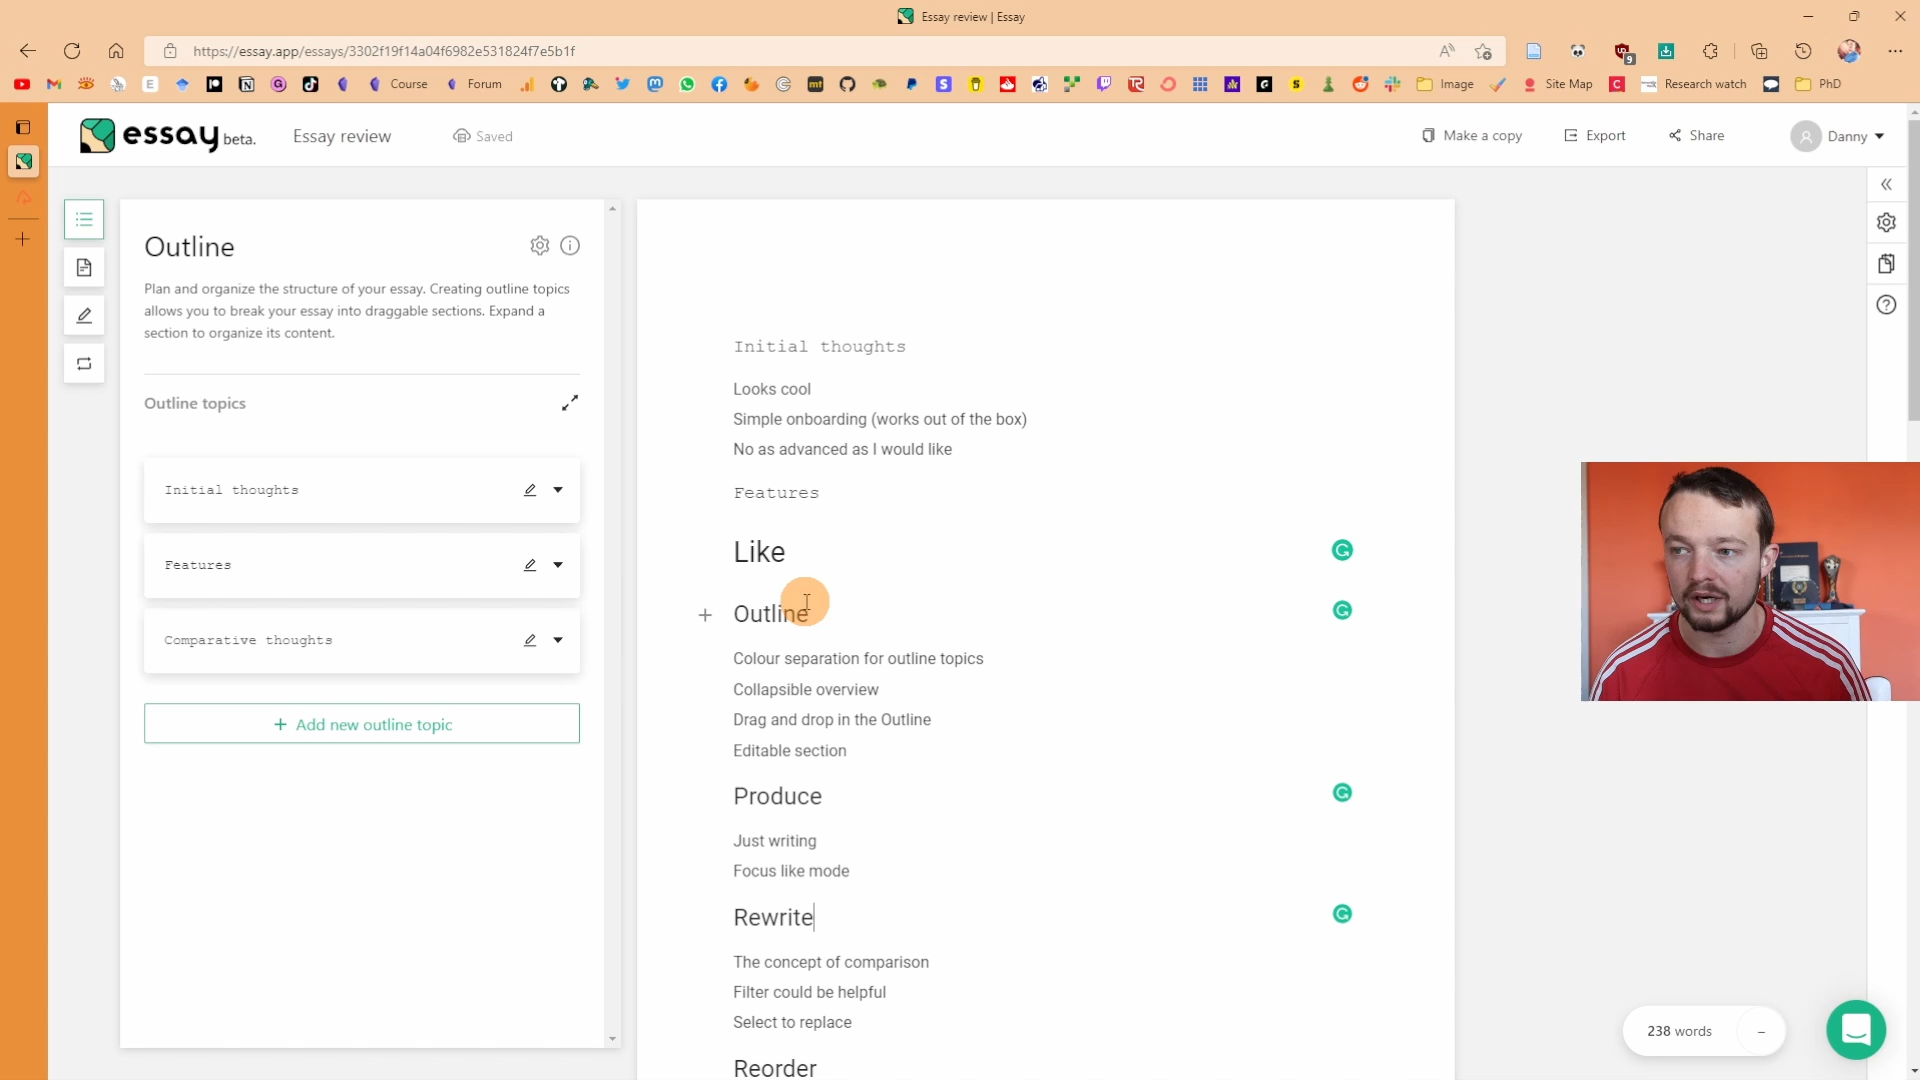 Essay review | Essay
https://essay.app/essays/3302f19f14a04f6982e531824f7e5b1f
9
Course
Forum
Image
Site Map
Research watch
PhD
essay beta.
Essay review
Saved
Make a copy
Export
Share
Danny
Outline
Plan and organize the structure of your essay. Creating outline topics
allows you to break your essay into draggable sections. Expand a
section to organize its content.
Outline topics
Initial thoughts
Features
Comparative thoughts
+ Add new outline topic
Initial thoughts
Looks cool
Simple onboarding (works out of the box)
No as advanced as I would like
Features
Like
Outline
Colour separation for outline topics
Collapsible overview
Drag and drop in the Outline
Editable section
Produce
Just writing
Focus like mode
Rewrite
The concept of comparison
Filter could be helpful
Select to replace
Reorder
238 words